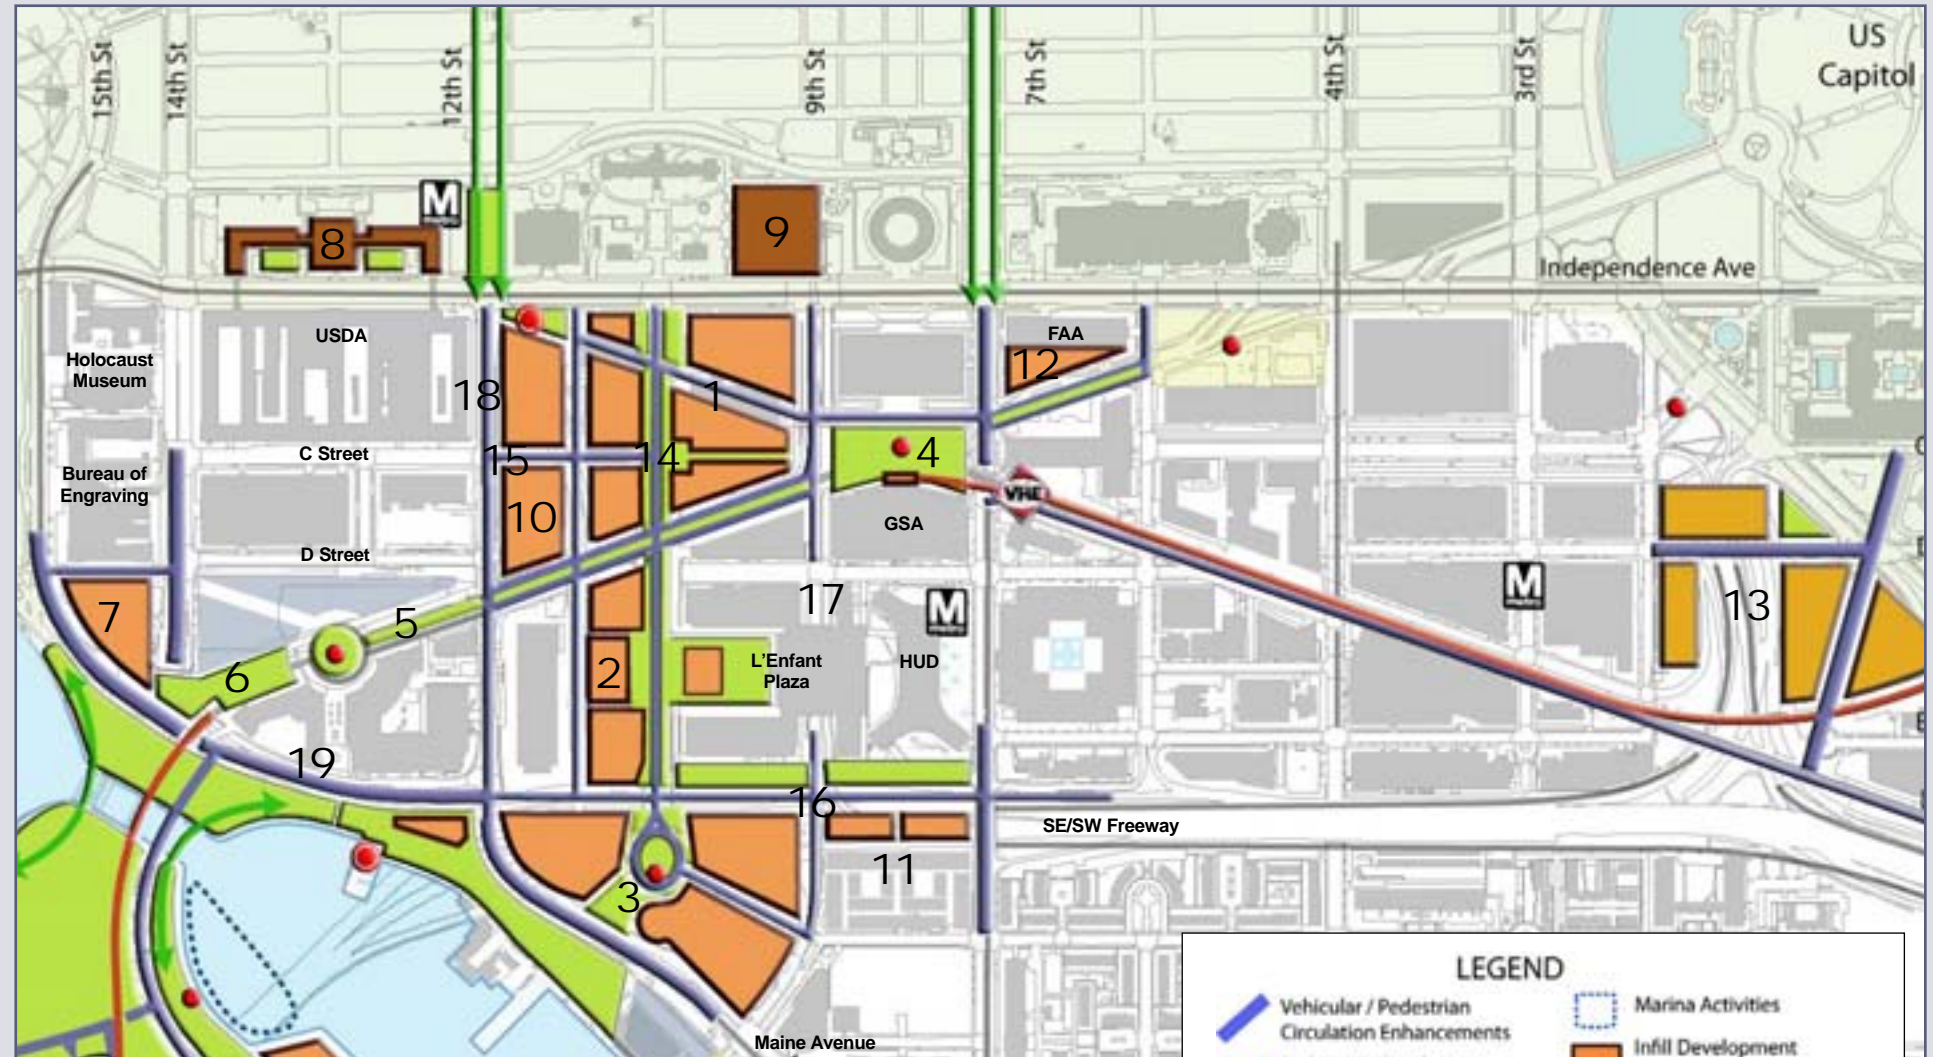 15th St
14th St
12th St
9th St
7th St
4th St
3rd St
US
Capitol
M
8
9
Independence Ave
USDA
Holocaust
Museum
FAA
12
18
1
C Street
15
14
4
Bureau of
Engraving
10
VRE
GSA
D Street
7
5
17
M
M
13
6
2
L'Enfant
Plaza
HUD
19
16
SE/SW Freeway
11
3
LEGEND
Vehicular / Pedestrian
Circulation Enhancements
Marina Activities
Infill Development
Maine Avenue